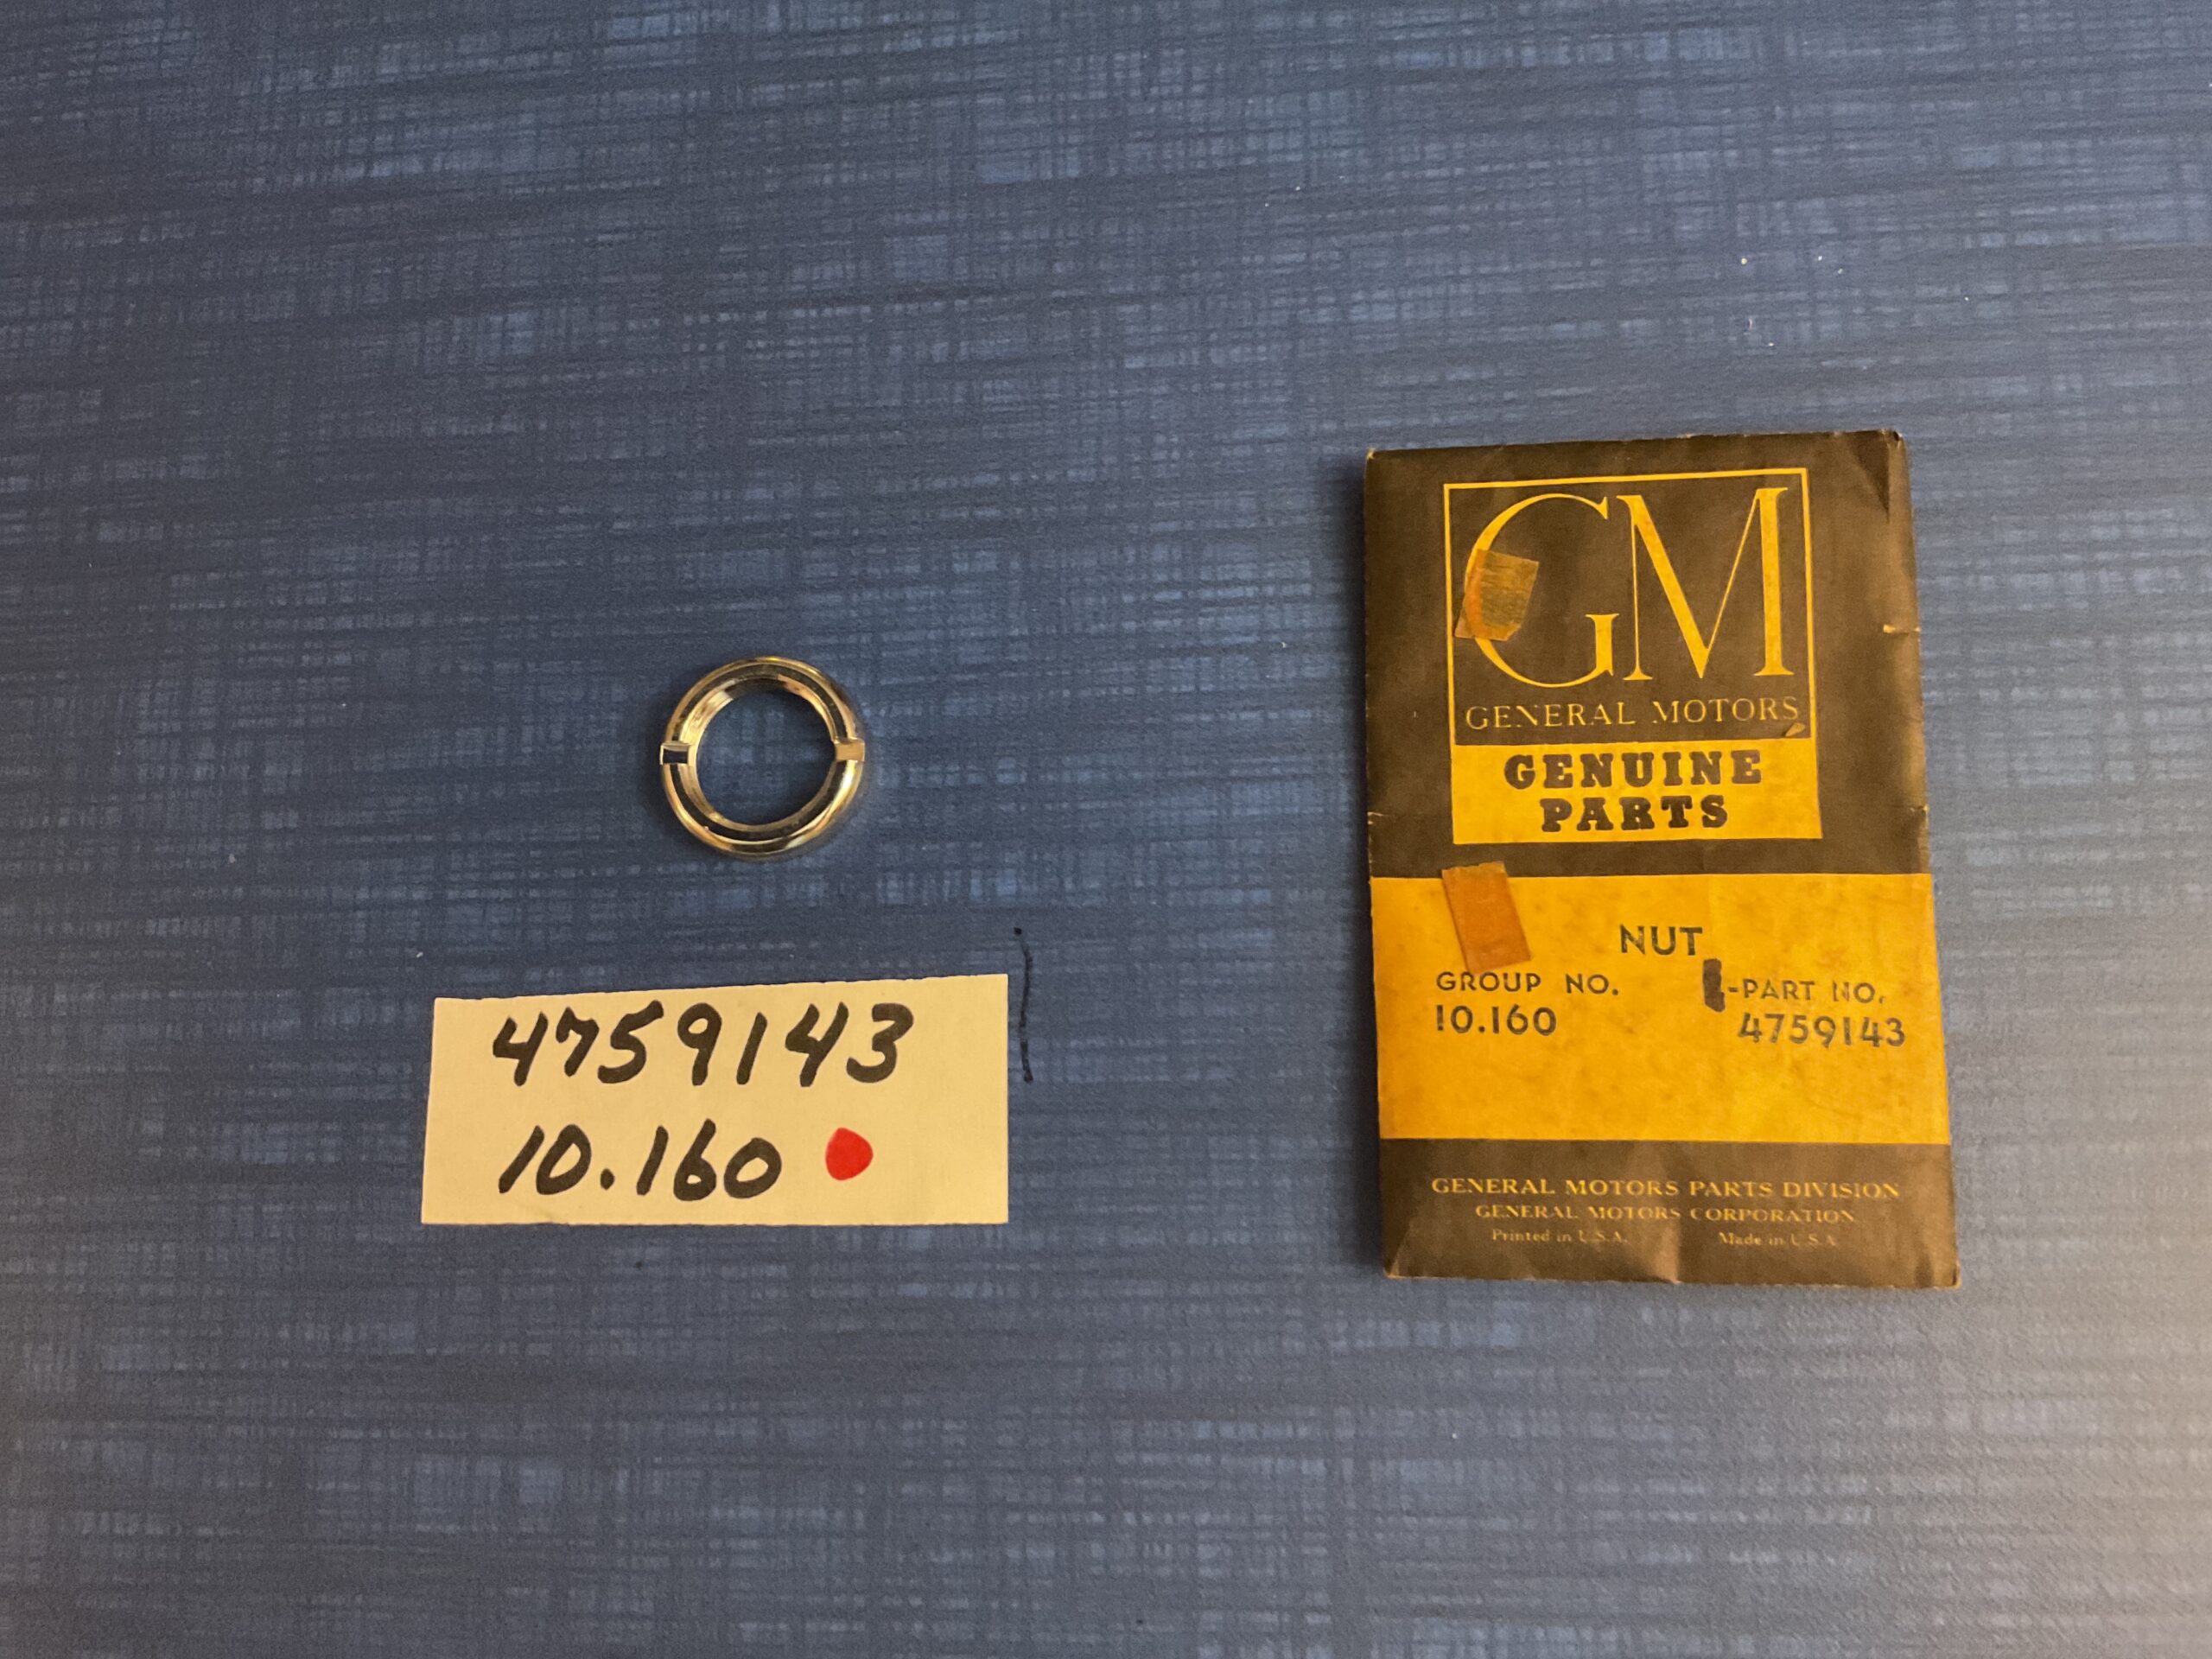 4759143
10.160
GM
GENERAL MOTORS
GENUINE
PARTS
NUT
GROUP NO.
10.160
-PART NO.
4759143
GENERAL MOTORS PARTS DIVISION
GENERAL MOTORS CORPORATION
Printed in U.S.A. Made in U.S.A.